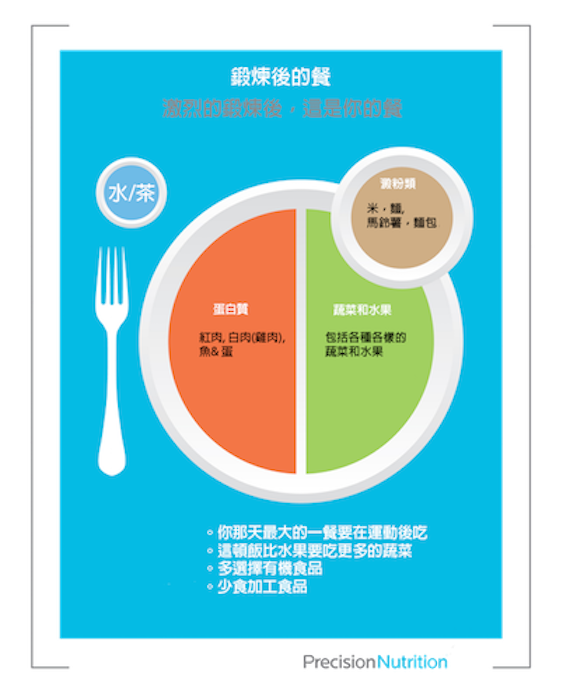 鍛煉後的餐
激烈的鍛煉後，這是你的餐
水/茶
澱粉類
米，麵,
馬鈴薯，麵包
蛋白質
紅肉, 白肉(雞肉),
魚& 蛋
蔬菜和水果
包括各種各樣的
蔬菜和水果
◦ 你那天最大的一餐要在運動後吃
◦ 這頓飯比水果要吃更多的蔬菜
◦ 多選擇有機食品
◦ 少食加工食品
PrecisionNutrition